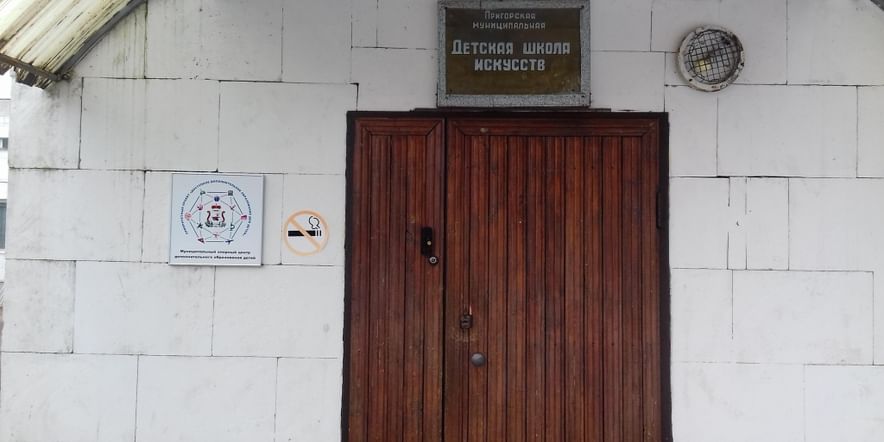 Пригорская
муниципальная
Детская школа
искусств
Муниципальный опорный центр
дополнительного образования детей